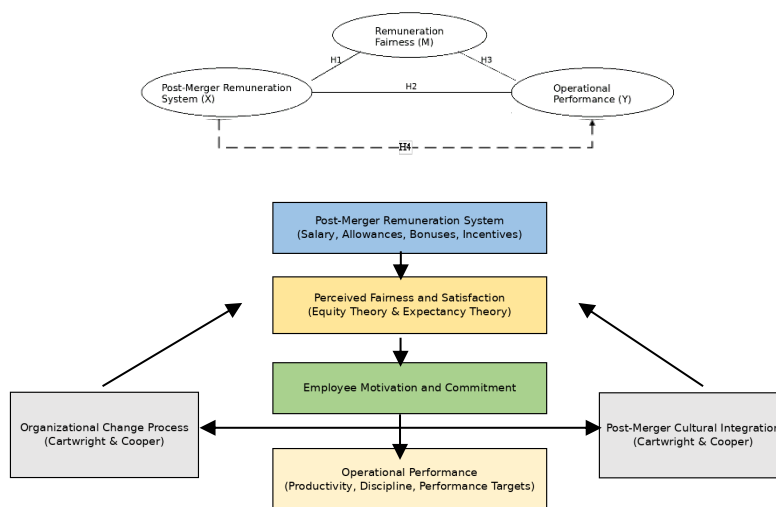 Remuneration
Fairness (M)
H1
H3
Post-Merger Remuneration
System (X)
H2
Operational
Performance (Y)
H4
Post-Merger Remuneration System
(Salary, Allowances, Bonuses, Incentives)
Perceived Fairness and Satisfaction
(Equity Theory & Expectancy Theory)
Employee Motivation and Commitment
Organizational Change Process
(Cartwright & Cooper)
Post-Merger Cultural Integration
(Cartwright & Cooper)
Operational Performance
(Productivity, Discipline, Performance Targets)